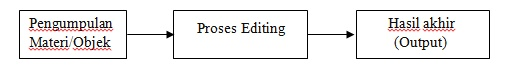 Pengumpulan
Materi/Objek
Proses Editing
Hasil akhir
(Output)